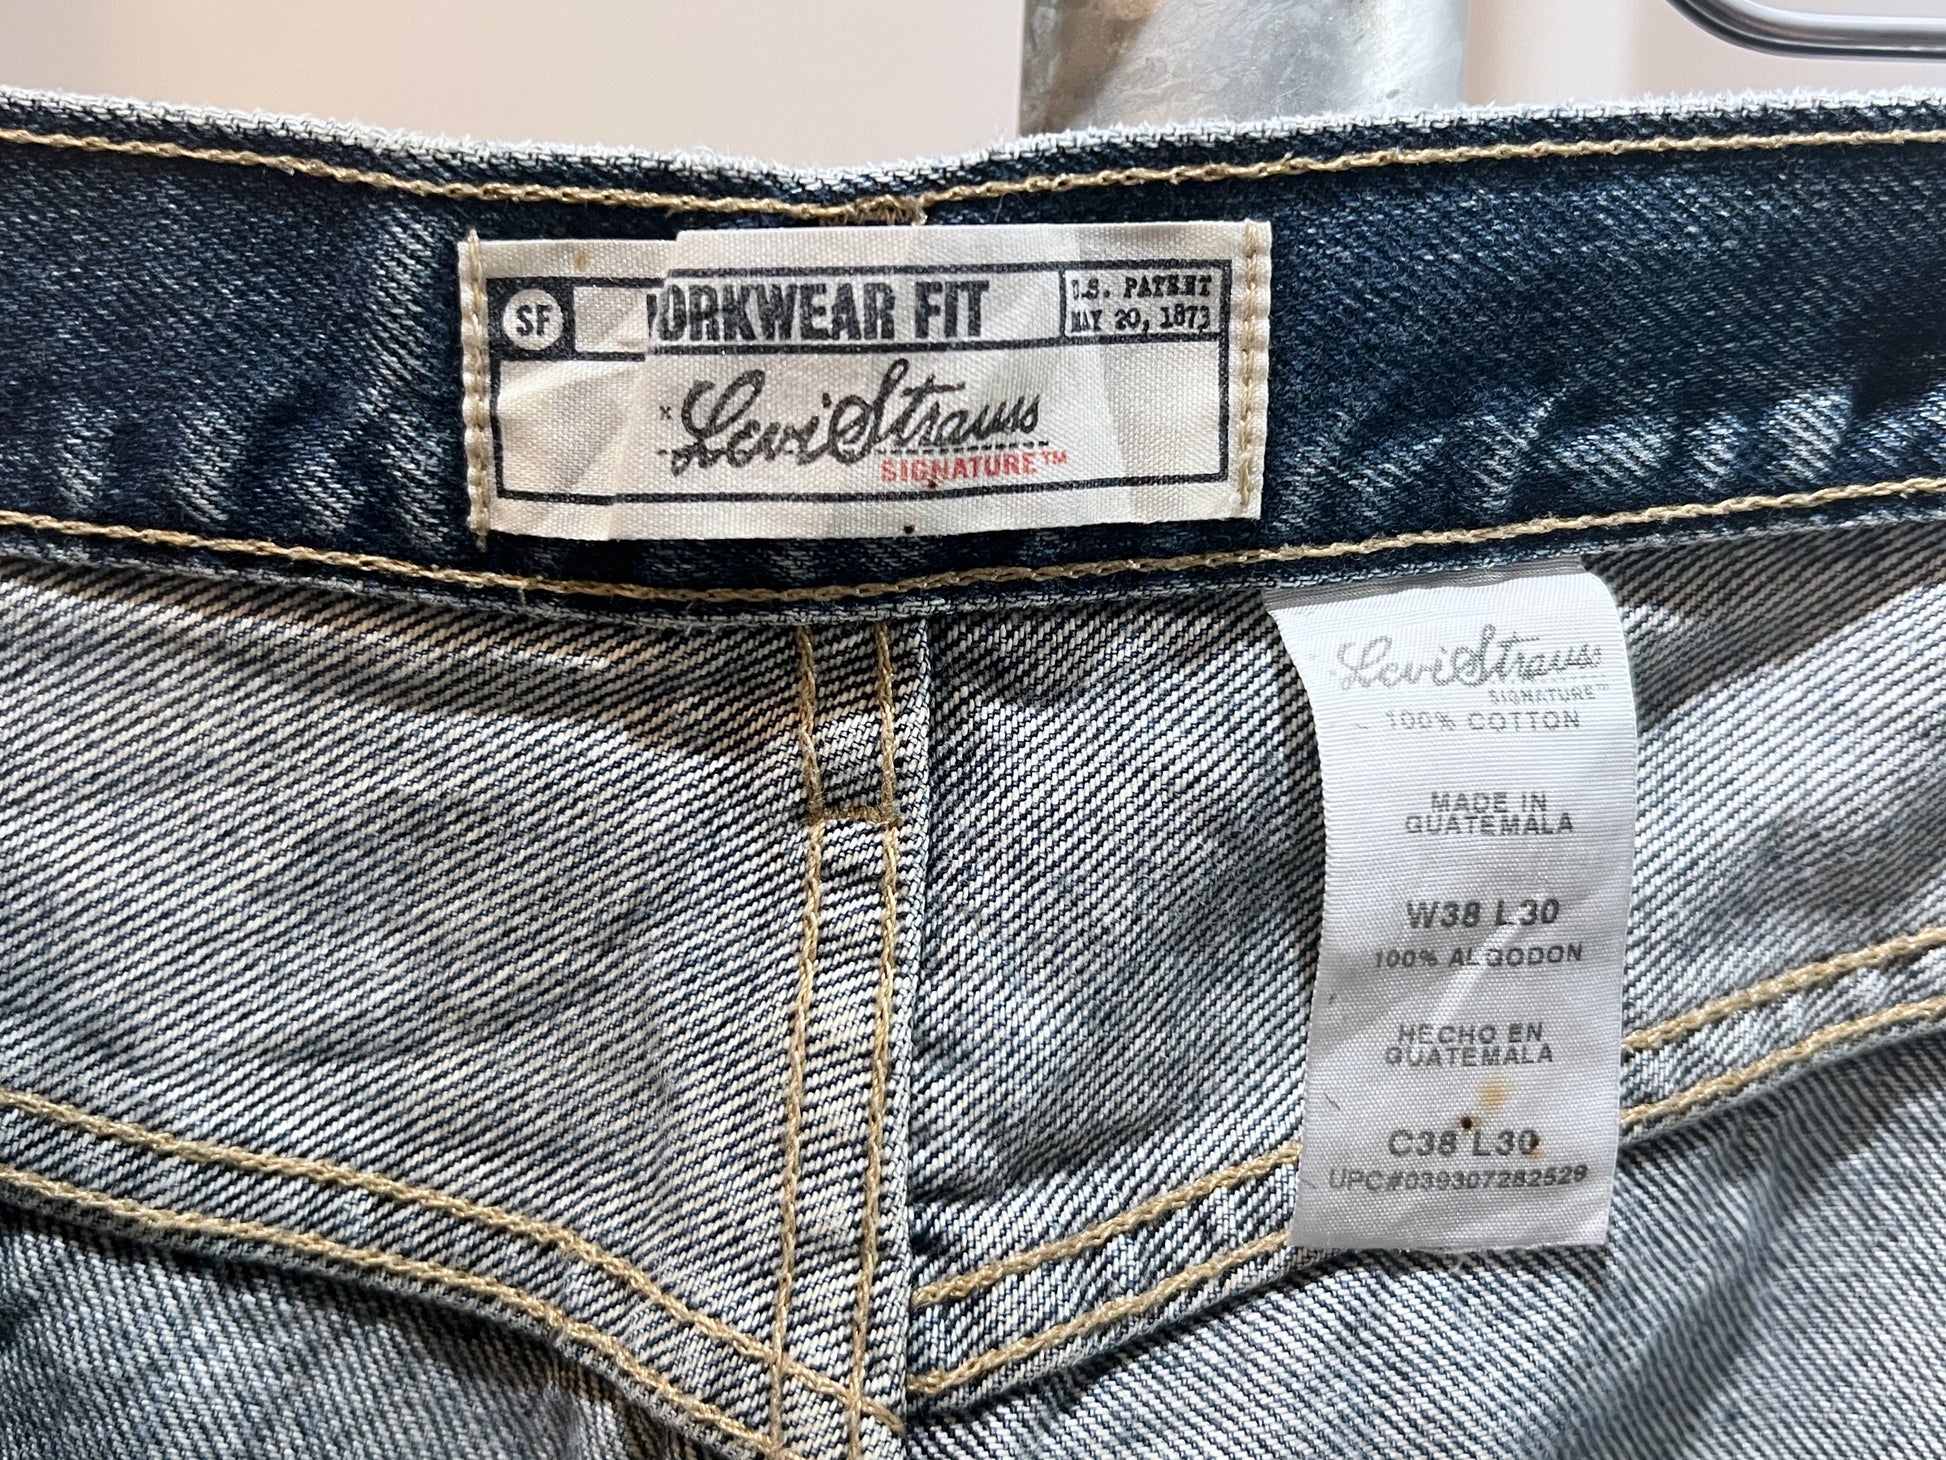 SF
ORKWEAR FIT
U.S. PATENT
MAY 20, 1873
Levi Strauss
SIGNATURE™
Levi Strauss
SIGNATURE™
100% COTTON
MADE IN
GUATEMALA
W38 L30
100% ALGODON
HECHO EN
GUATEMALA
C38 L30
UPC#039307282529